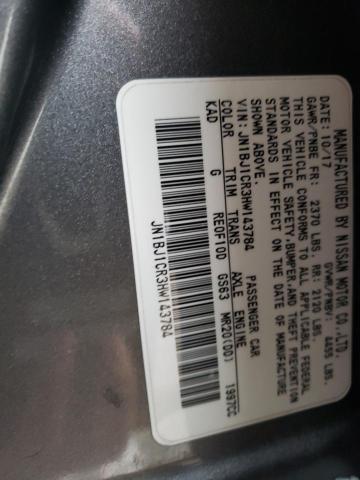 MANUFACTURED BY NISSAN MOTOR CO.,LTD.
DATE: 10/17 GVWR/PNBV: 4455 LBS.
GAWR/PNBE FR: 2370 LBS. RR: 2120 LBS.
THIS VEHICLE CONFORMS TO ALL APPLICABLE FEDERAL
MOTOR VEHICLE SAFETY,BUMPER,AND THEFT PREVENTION
STANDARDS IN EFFECT ON THE DATE OF MANUFACTURE
SHOWN ABOVE.
VIN: JN1BJ1CR3HW143784 PASSENGER CAR
COLOR TRIM TRANS AXLE ENGINE
KAD G RE0F10D GS63 MR20(DD) 1997CC
JN1BJ1CR3HW143784